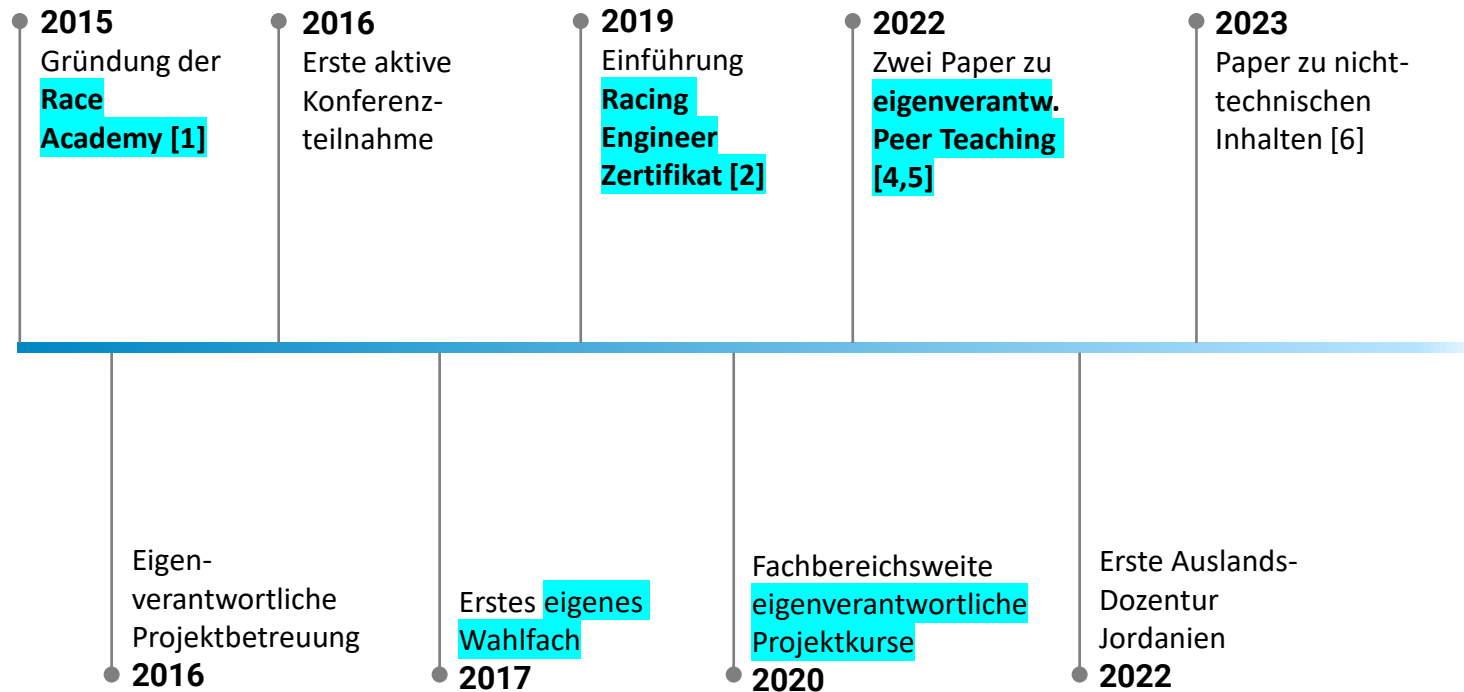 2015
Gründung der
Race
Academy [1]
2016
Erste aktive
Konferenz-
teilnahme
2019
Einführung
Racing
Engineer
Zertifikat [2]
2022
Zwei Paper zu
eigenverantw.
Peer Teaching
[4,5]
2023
Paper zu nicht-
technischen
Inhalten [6]
Eigen-
verantwortliche
Projektbetreuung
2016
Erstes eigenes
Wahlfach
2017
Fachbereichsweite
eigenverantwortliche
Projektkurse
2020
Erste Auslands-
Dozentur
Jordanien
2022